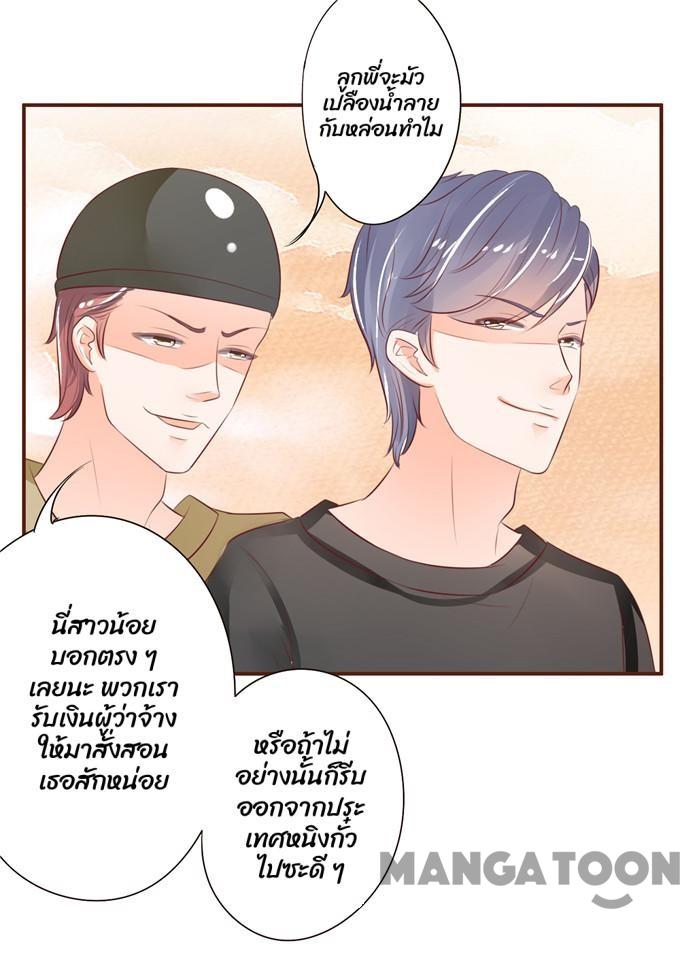 ลูกพี่จะมัว
เปลืองน้ำลาย
กับหล่อนทำไม
นี่สาวน้อย
บอกตรง ๆ
เลยนะ พวกเรา
รับเงินผู้ว่าจ้าง
ให้มาสั่งสอน
เธอสักหน่อย
หรือถ้าไม่
อย่างนั้นก็รีบ
ออกจากประ
เทศหนิงกั๋ว
ไปซะดี ๆ
MANGATOON